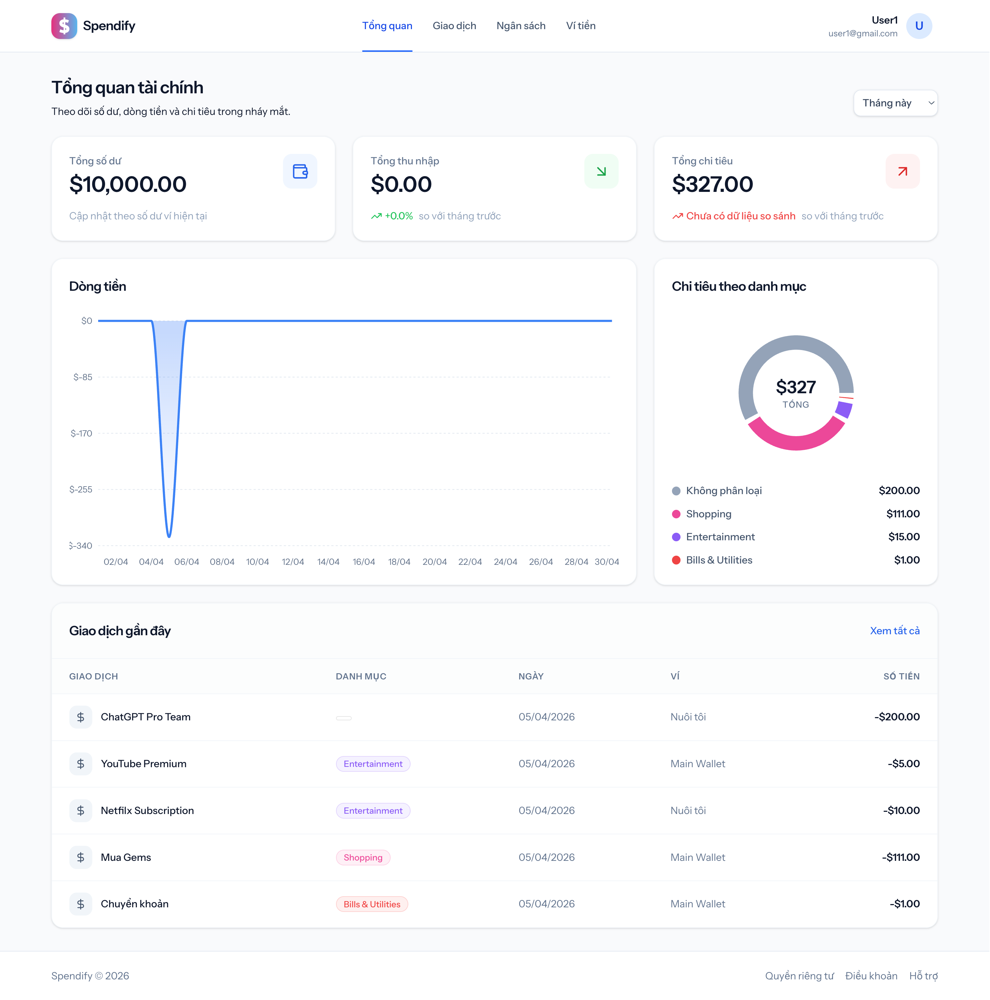 $ Spendify
Tổng quan
Giao dịch
Ngân sách
Ví tiền
User1
user1@gmail.com
U
Tổng quan tài chính
Theo dõi số dư, dòng tiền và chi tiêu trong nháy mắt.
Tháng này
Tổng số dư
$10,000.00
Cập nhật theo số dư ví hiện tại
Tổng thu nhập
$0.00
+0.0% so với tháng trước
Tổng chi tiêu
$327.00
Chưa có dữ liệu so sánh so với tháng trước
Dòng tiền
$0
$-85
$-170
$-255
$-340
02/04 04/04 06/04 08/04 10/04 12/04 14/04 16/04 18/04 20/04 22/04 24/04 26/04 28/04 30/04
Chi tiêu theo danh mục
$327
TỔNG
Không phân loại $200.00
Shopping $111.00
Entertainment $15.00
Bills & Utilities $1.00
Giao dịch gần đây
Xem tất cả
GIAO DỊCH DANH MỤC NGÀY VÍ SỐ TIỀN
$ ChatGPT Pro Team 05/04/2026 Nuôi tôi -$200.00
$ YouTube Premium Entertainment 05/04/2026 Main Wallet -$5.00
$ Netfilx Subscription Entertainment 05/04/2026 Nuôi tôi -$10.00
$ Mua Gems Shopping 05/04/2026 Main Wallet -$111.00
$ Chuyển khoản Bills & Utilities 05/04/2026 Main Wallet -$1.00
Spendify © 2026
Quyền riêng tư Điều khoản Hỗ trợ